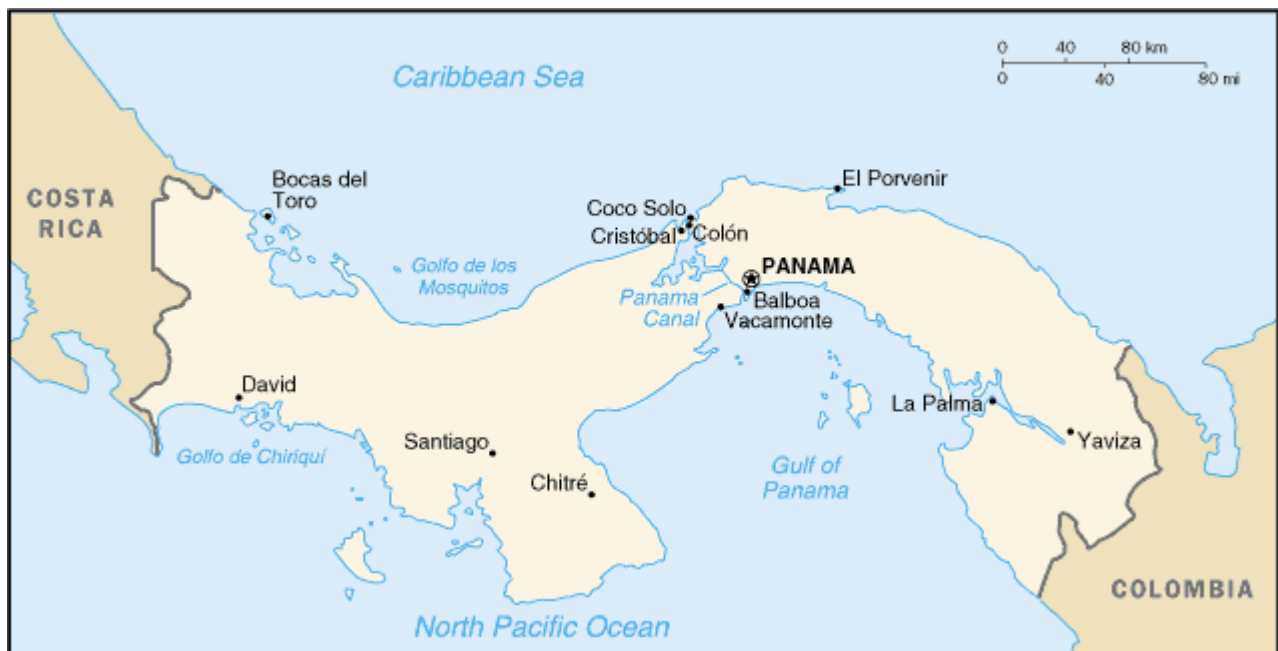 Caribbean Sea
0 40 80 km
0 40 80 mi
COSTA
RICA
Bocas del
Toro
El Porvenir
Coco Solo
Cristóbal
Colón
Golfo de los
Mosquitos
PANAMA
Panama
Canal
Balboa
Vacamonte
David
La Palma
Santiago
Yaviza
Golfo de Chiriquí
Chitré
Gulf of
Panama
COLOMBIA
North Pacific Ocean